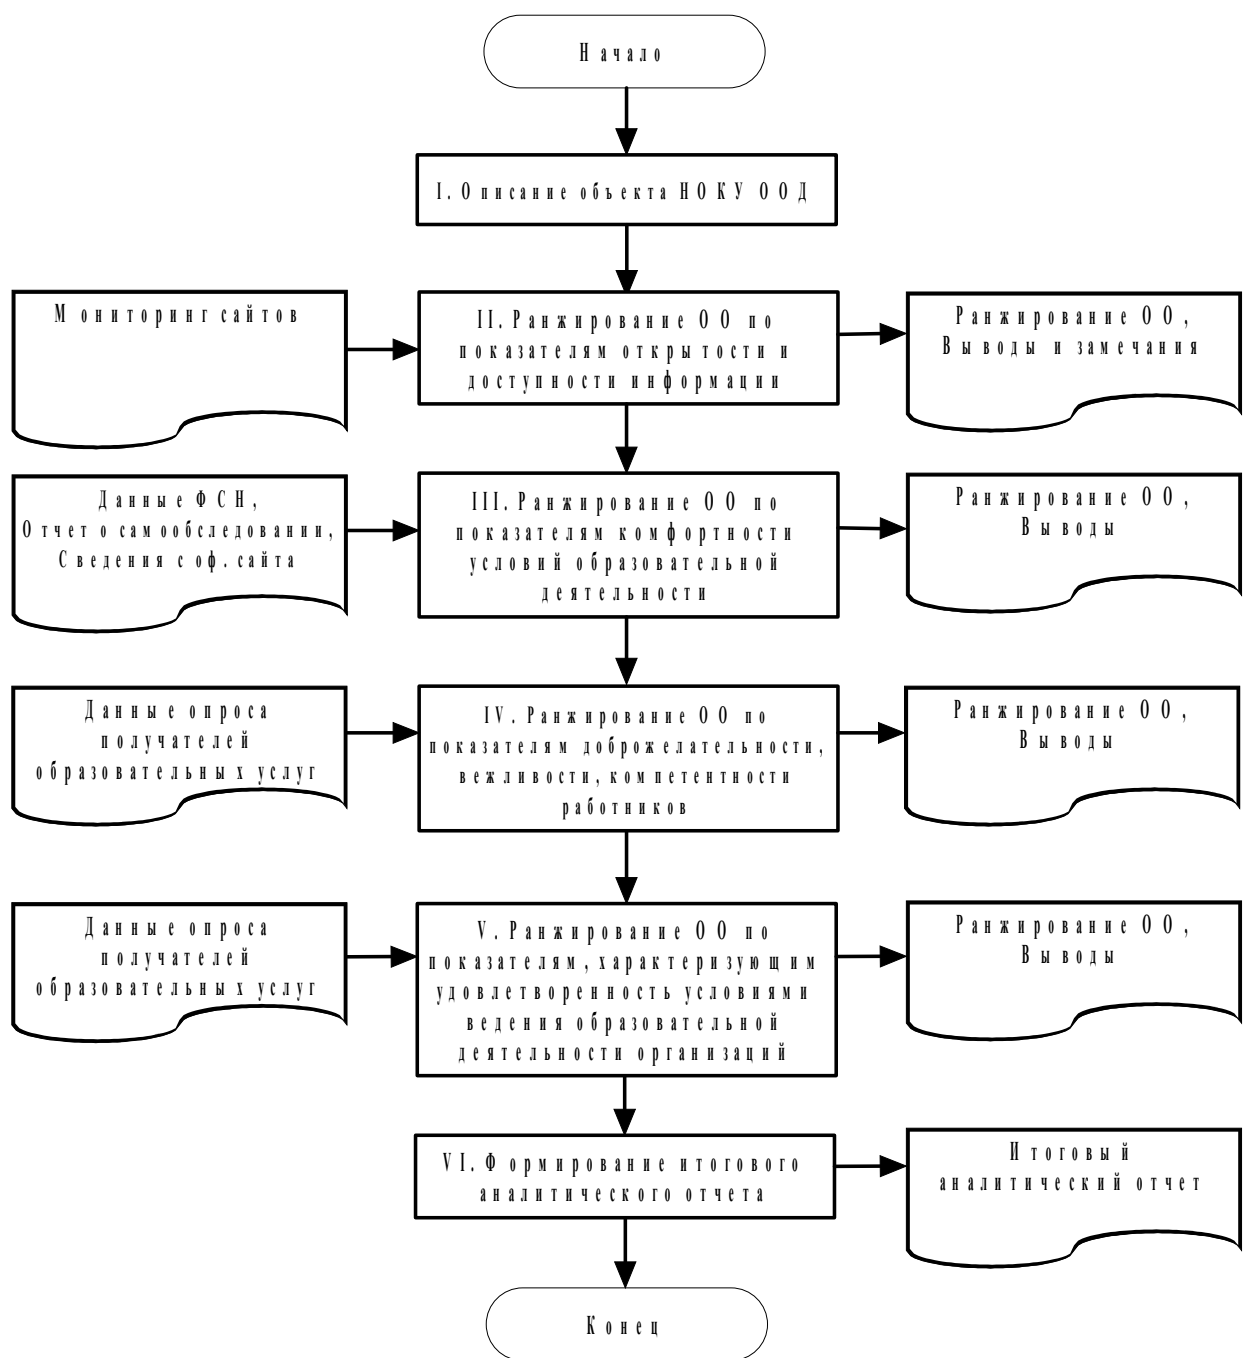 Начало
I. Описание объекта НОКУ ООД
Мониторинг сайтов
II. Ранжирование ОО по
показателям открытости и
доступности информации
Ранжирование ОО,
Выводы и замечания
Данные ФСН,
Отчет о самообследовании,
Сведения с оф. сайта
III. Ранжирование ОО по
показателям комфортности
условий образовательной
деятельности
Ранжирование ОО,
Выводы
Данные опроса
получателей
образовательных услуг
IV. Ранжирование ОО по
показателям доброжелательности,
вежливости, компетентности
работников
Ранжирование ОО,
Выводы
Данные опроса
получателей
образовательных услуг
V. Ранжирование ОО по
показателям, характеризующим
удовлетворенность условиями
ведения образовательной
деятельности организаций
Ранжирование ОО,
Выводы
VI. Формирование итогового
аналитического отчета
Итоговый
аналитический отчет
Конец